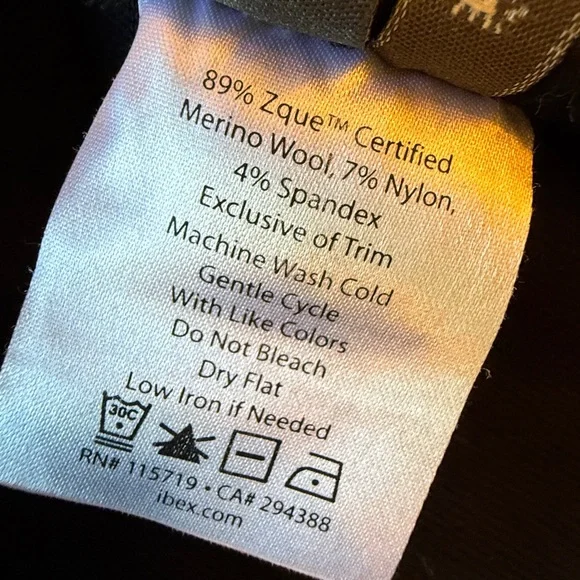 89% Zque™ Certified
Merino Wool, 7% Nylon,
4% Spandex
Exclusive of Trim
Machine Wash Cold
Gentle Cycle
With Like Colors
Do Not Bleach
Dry Flat
Low Iron if Needed
30C
RN# 115719 • CA# 294388
ibex.com